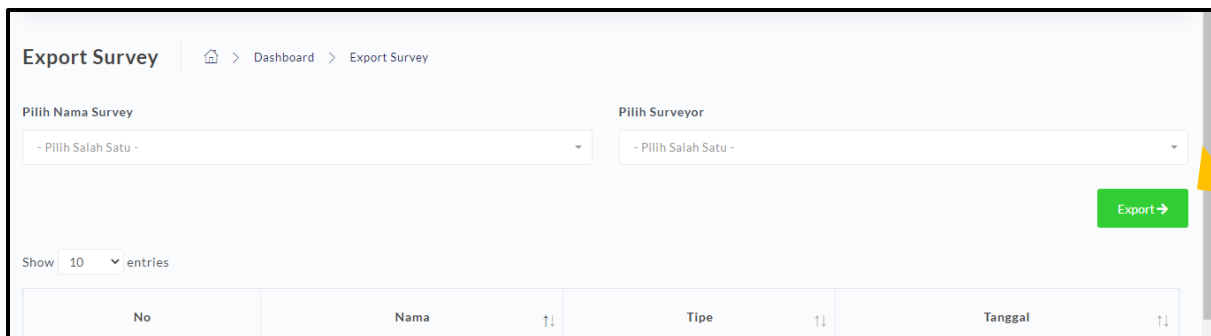 Export Survey Dashboard > Export Survey
Pilih Nama Survey Pilih Surveyor
- Pilih Salah Satu - - Pilih Salah Satu -
Export →
Show 10 entries
No Nama Tipe Tanggal